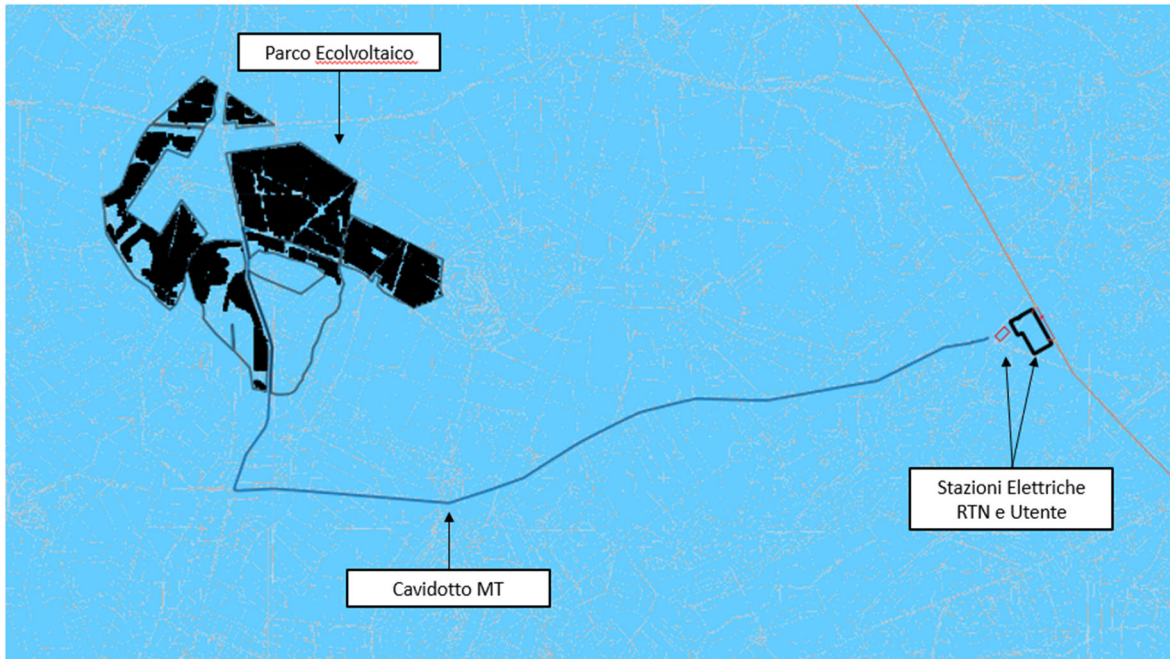 Parco Ecolvoltaico
Stazioni Elettriche
RTN e Utente
Cavidotto MT